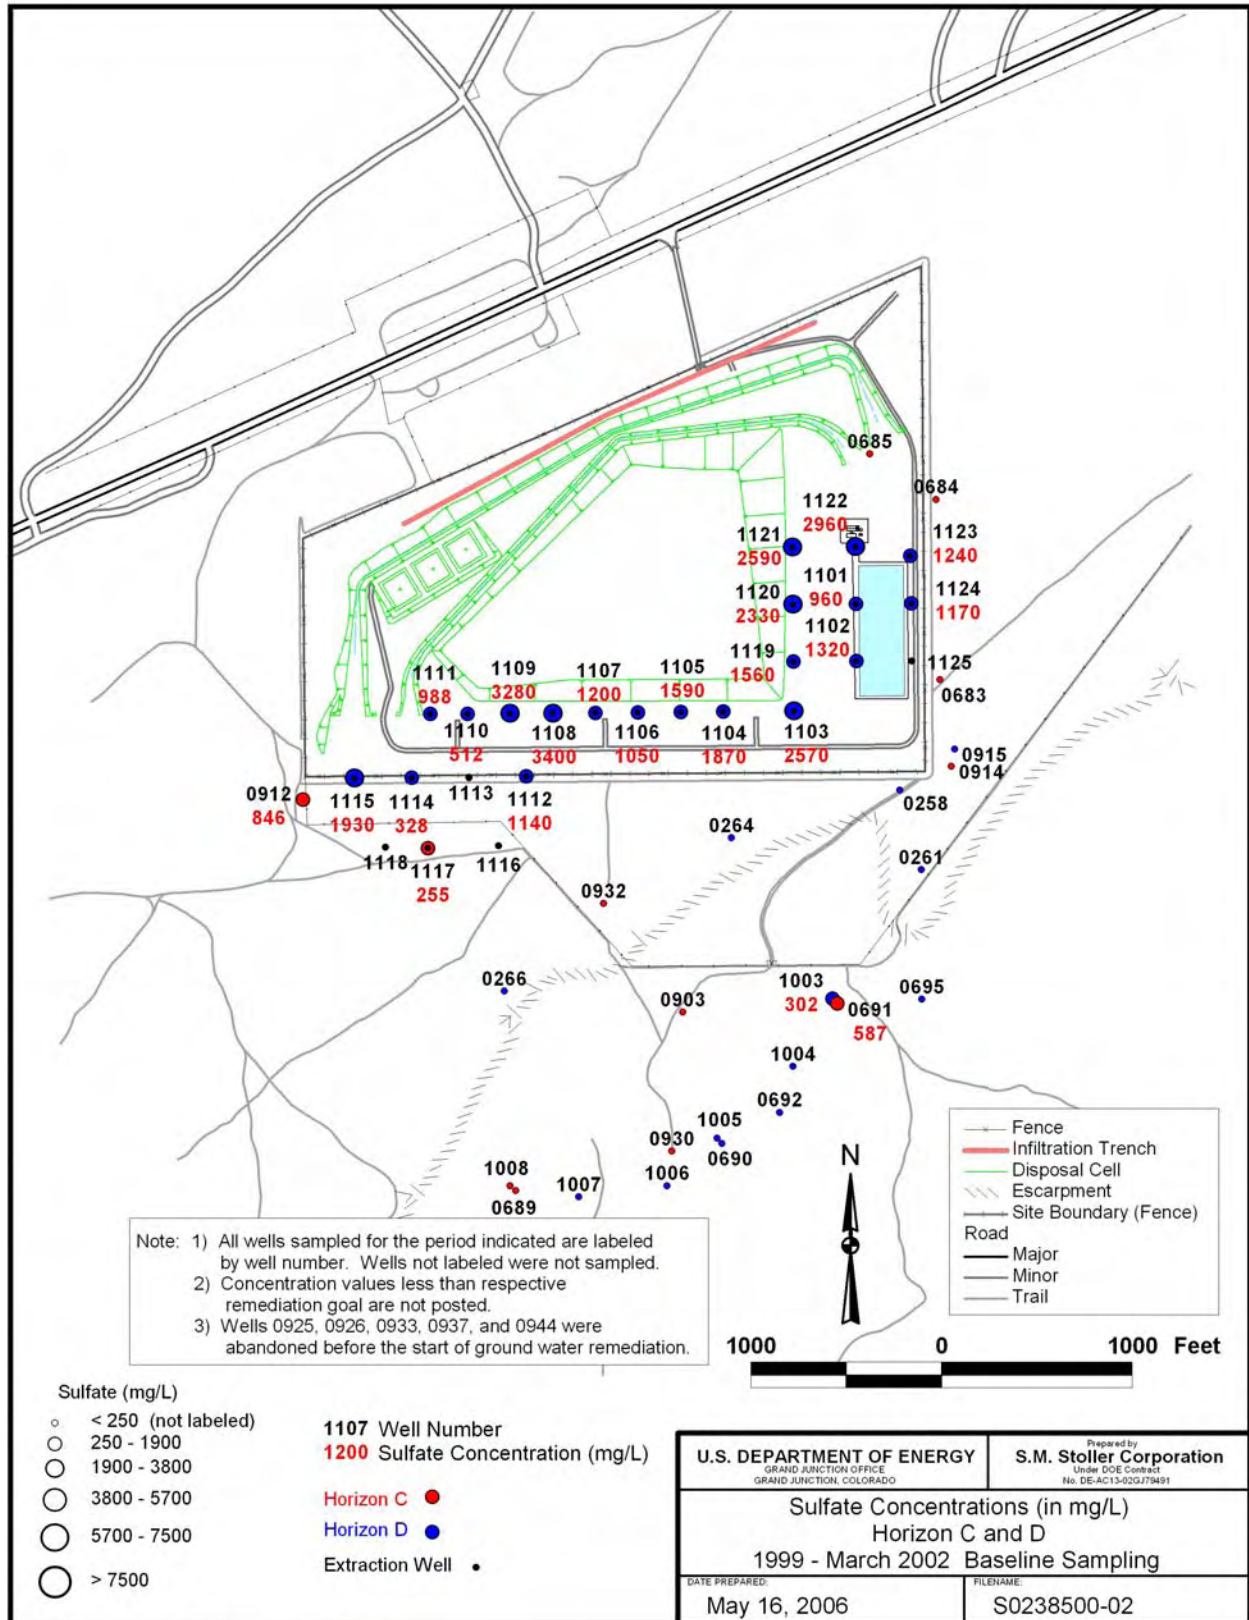 0685
0684
1122
2960
1121
2590
1123
1240
1101
960
1120
2330
1124
1170
1102
1320
1119
1560
1125
0683
1111
988
1109
3280
1107
1200
1105
1590
1110
512
1108
3400
1106
1050
1104
1870
1103
2570
0915
0914
0258
0912
846
1115
1930
1114
328
1113
1112
1140
0264
0261
1118
1117
255
1116
0932
0266
0903
1003
302
0691
587
0695
1004
0692
1005
0690
0930
1006
1008
0689
1007
N
Fence
Infiltration Trench
Disposal Cell
Escarpment
Site Boundary (Fence)
Road
Major
Minor
Trail
Note: 1) All wells sampled for the period indicated are labeled
by well number. Wells not labeled were not sampled.
2) Concentration values less than respective
remediation goal are not posted.
3) Wells 0925, 0926, 0933, 0937, and 0944 were
abandoned before the start of ground water remediation.
1000 0 1000 Feet
Sulfate (mg/L)
< 250 (not labeled)
250 - 1900
1900 - 3800
3800 - 5700
5700 - 7500
> 7500
1107 Well Number
1200 Sulfate Concentration (mg/L)
Horizon C
Horizon D
Extraction Well
U.S. DEPARTMENT OF ENERGY
GRAND JUNCTION OFFICE
GRAND JUNCTION, COLORADO
Prepared by
S.M. Stoller Corporation
Under DOE Contract
No. DE-AC13-02GJ79491
Sulfate Concentrations (in mg/L)
Horizon C and D
1999 - March 2002 Baseline Sampling
DATE PREPARED:
May 16, 2006
FILENAME:
S0238500-02